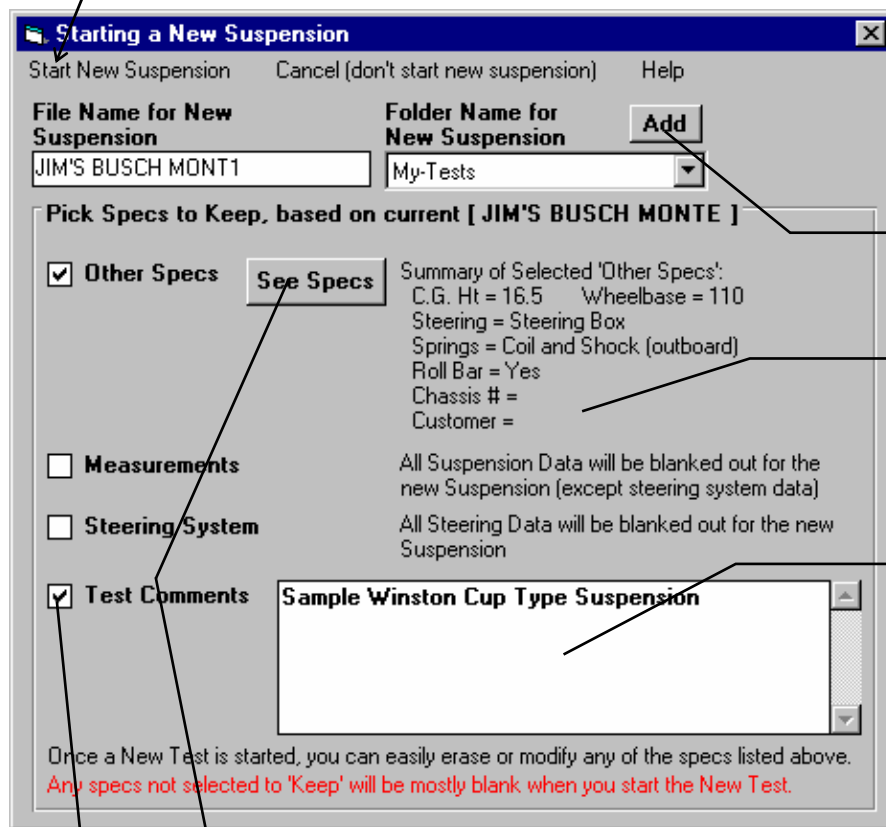 Starting a New Suspension
Start New Suspension Cancel (don't start new suspension) Help
File Name for New
Suspension
Folder Name for
New Suspension
Add
JIM'S BUSCH MONT1
My-Tests
Pick Specs to Keep, based on current [ JIM'S BUSCH MONTE ]
Other Specs
See Specs
Summary of Selected 'Other Specs':
C.G. Ht = 16.5 Wheelbase = 110
Steering = Steering Box
Springs = Coil and Shock (outboard)
Roll Bar = Yes
Chassis # =
Customer =
Measurements
All Suspension Data will be blanked out for the
new Suspension (except steering system data)
Steering System
All Steering Data will be blanked out for the new
Suspension
Test Comments
Sample Winston Cup Type Suspension
Once a New Test is started, you can easily erase or modify any of the specs listed above.
Any specs not selected to 'Keep' will be mostly blank when you start the New Test.